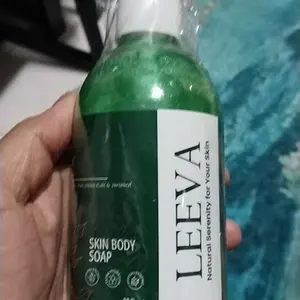 SKIN BODY
SOAP
LEEVA
Natural Serenity for Your Skin